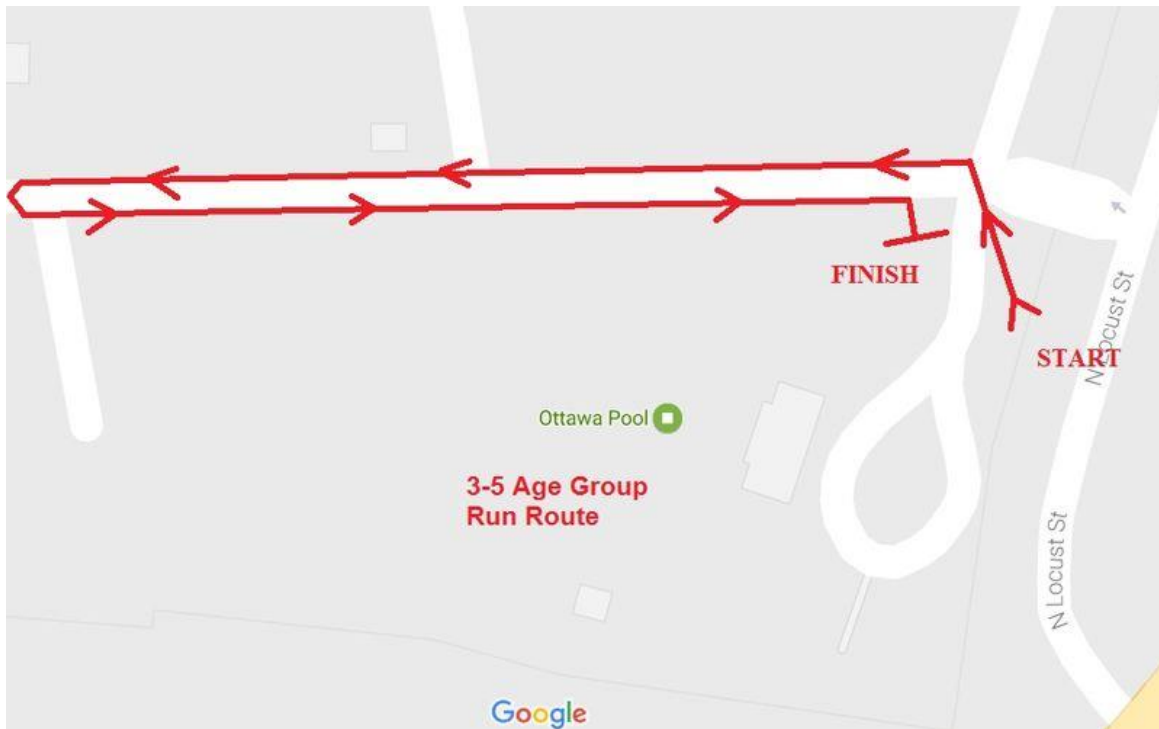 FINISH
START
N Locust St
Ottawa Pool
3-5 Age Group
Run Route
N Locust St
Google